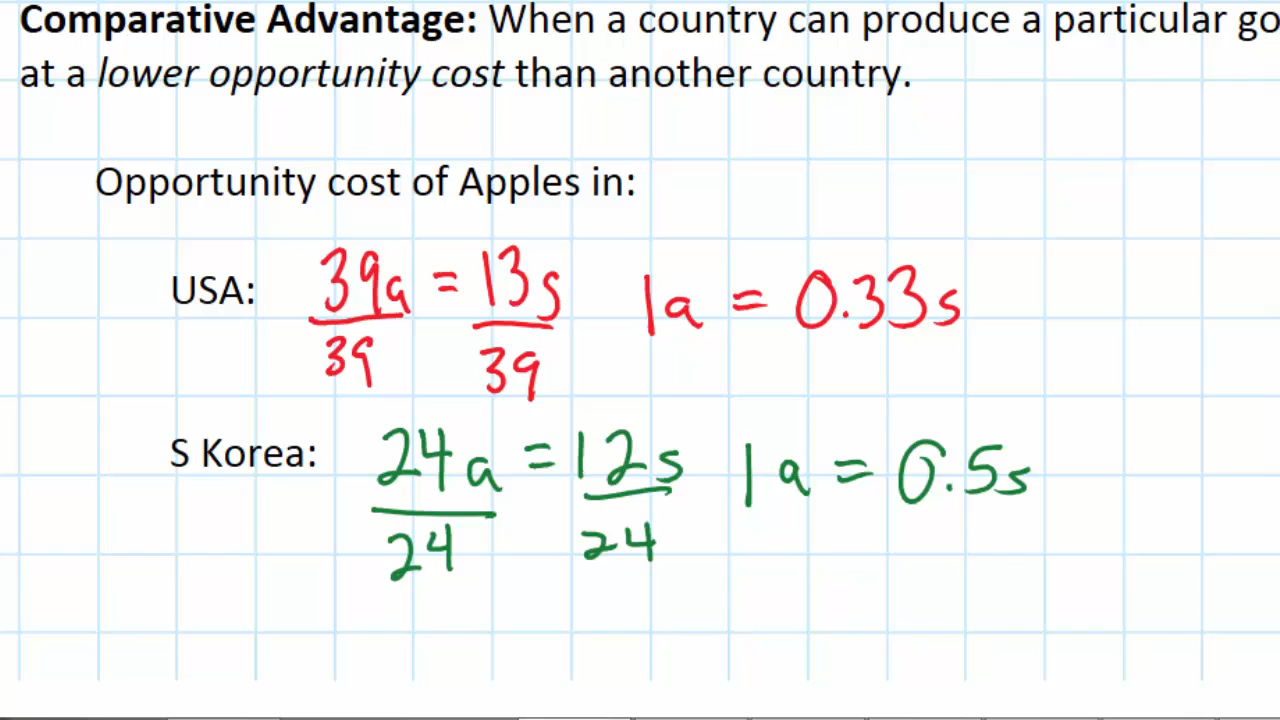 Comparative Advantage: When a country can produce a particular go
at a lower opportunity cost than another country.
Opportunity cost of Apples in:
USA: 39a/39 = 13s/39 1a = 0.33s
S Korea: 24a/24 = 12s/24 1a = 0.5s